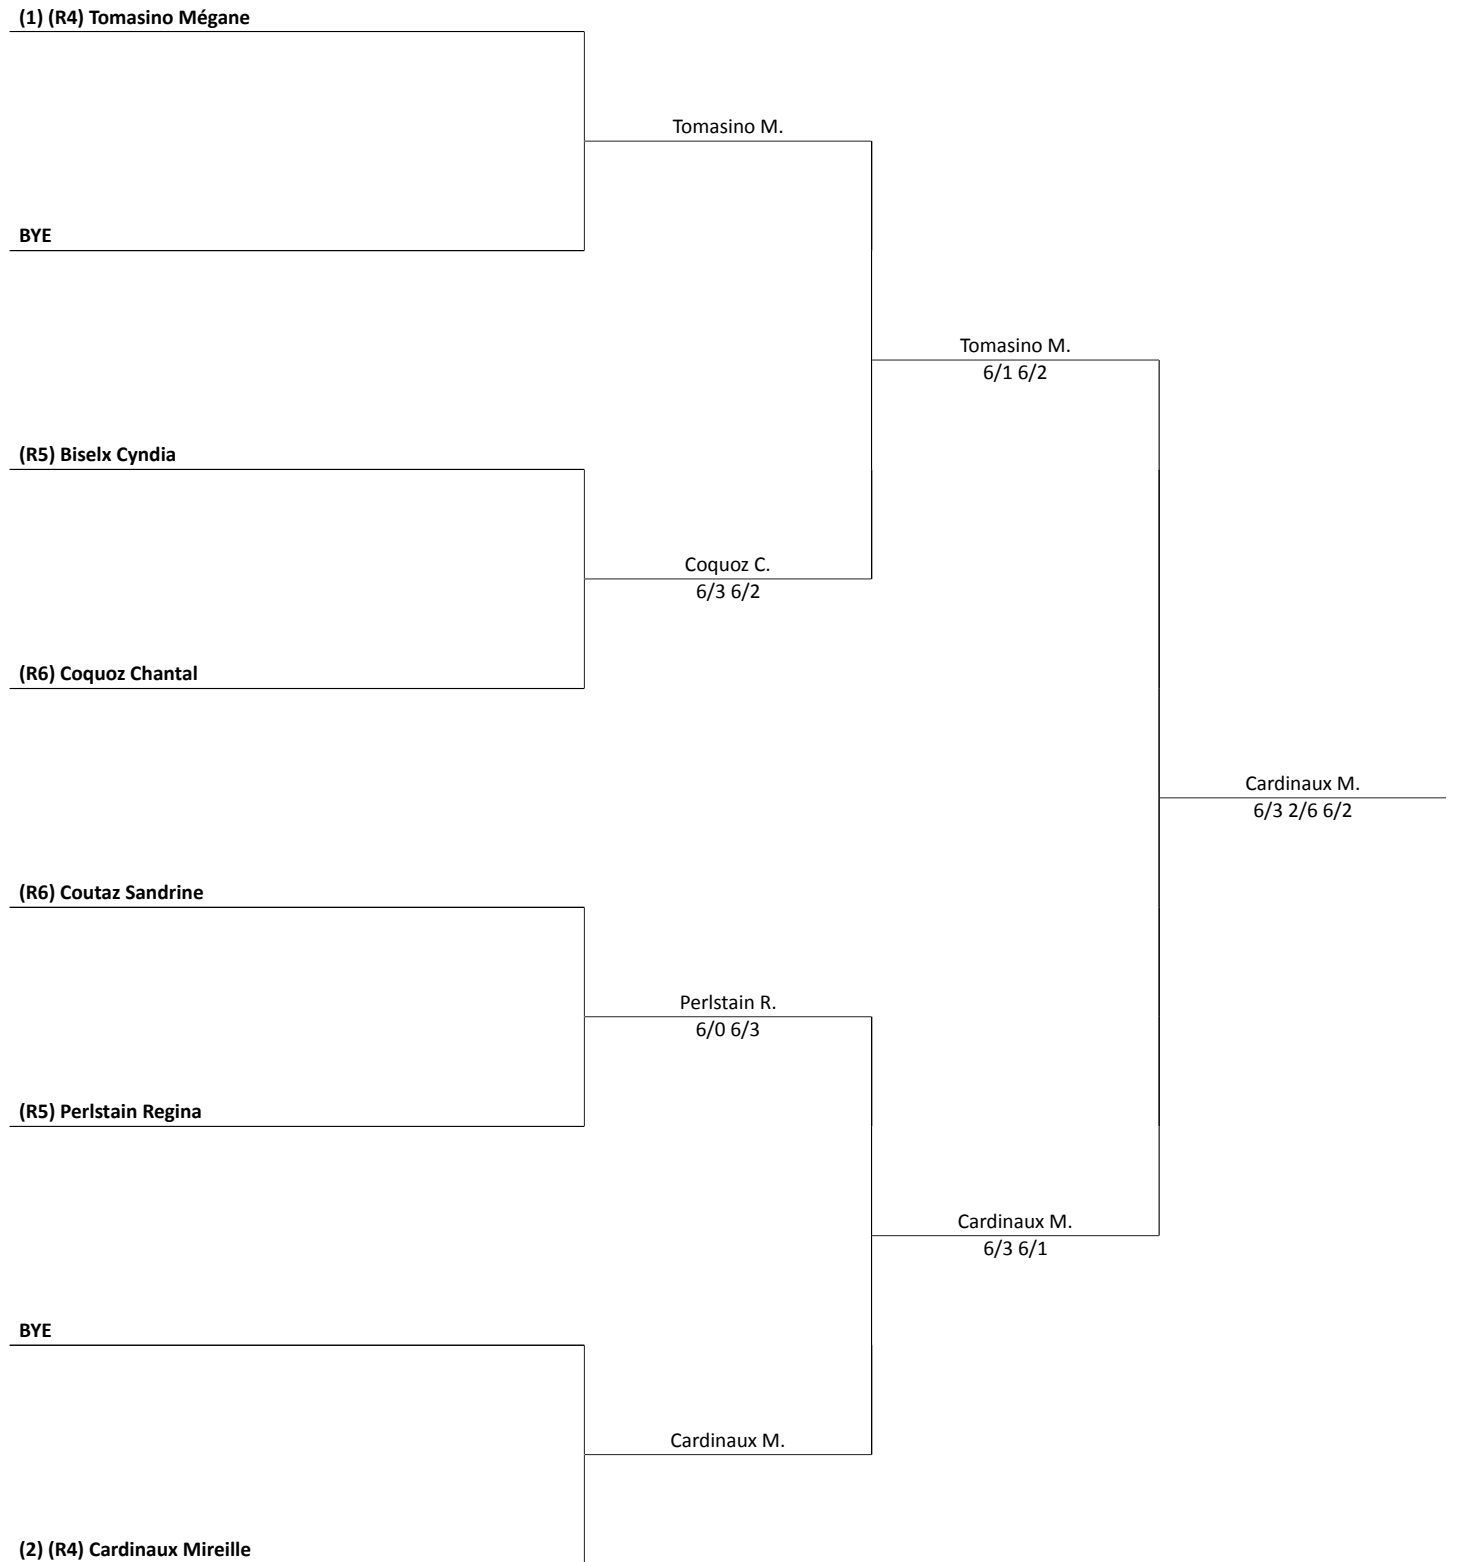 (1) (R4) Tomasino Mégane
Tomasino M.
BYE
Tomasino M.
6/1 6/2
(R5) Biselx Cyndia
Coquoz C.
6/3 6/2
(R6) Coquoz Chantal
Cardinaux M.
6/3 2/6 6/2
(R6) Coutaz Sandrine
Perlstain R.
6/0 6/3
(R5) Perlstain Regina
Cardinaux M.
6/3 6/1
BYE
Cardinaux M.
(2) (R4) Cardinaux Mireille